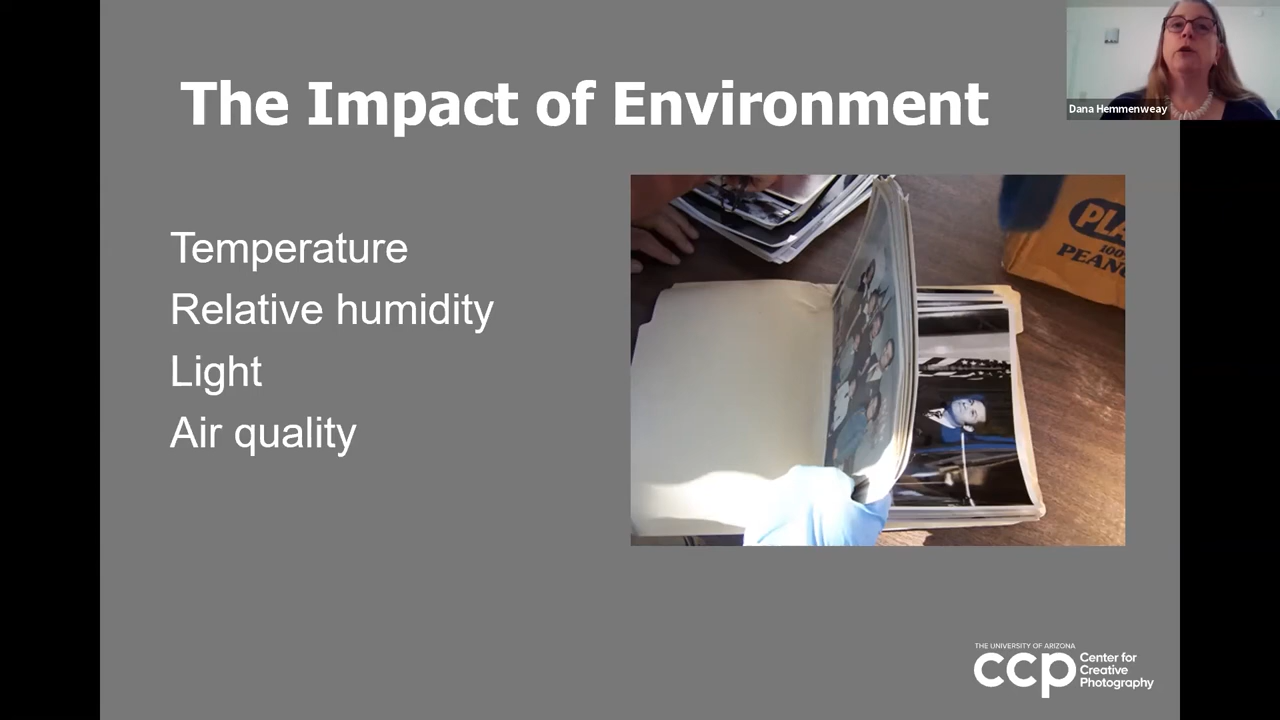 The Impact of Environment
Dana Hemmenweay
Temperature
Relative humidity
Light
Air quality
THE UNIVERSITY OF ARIZONA
ccp
Center for
Creative
Photography